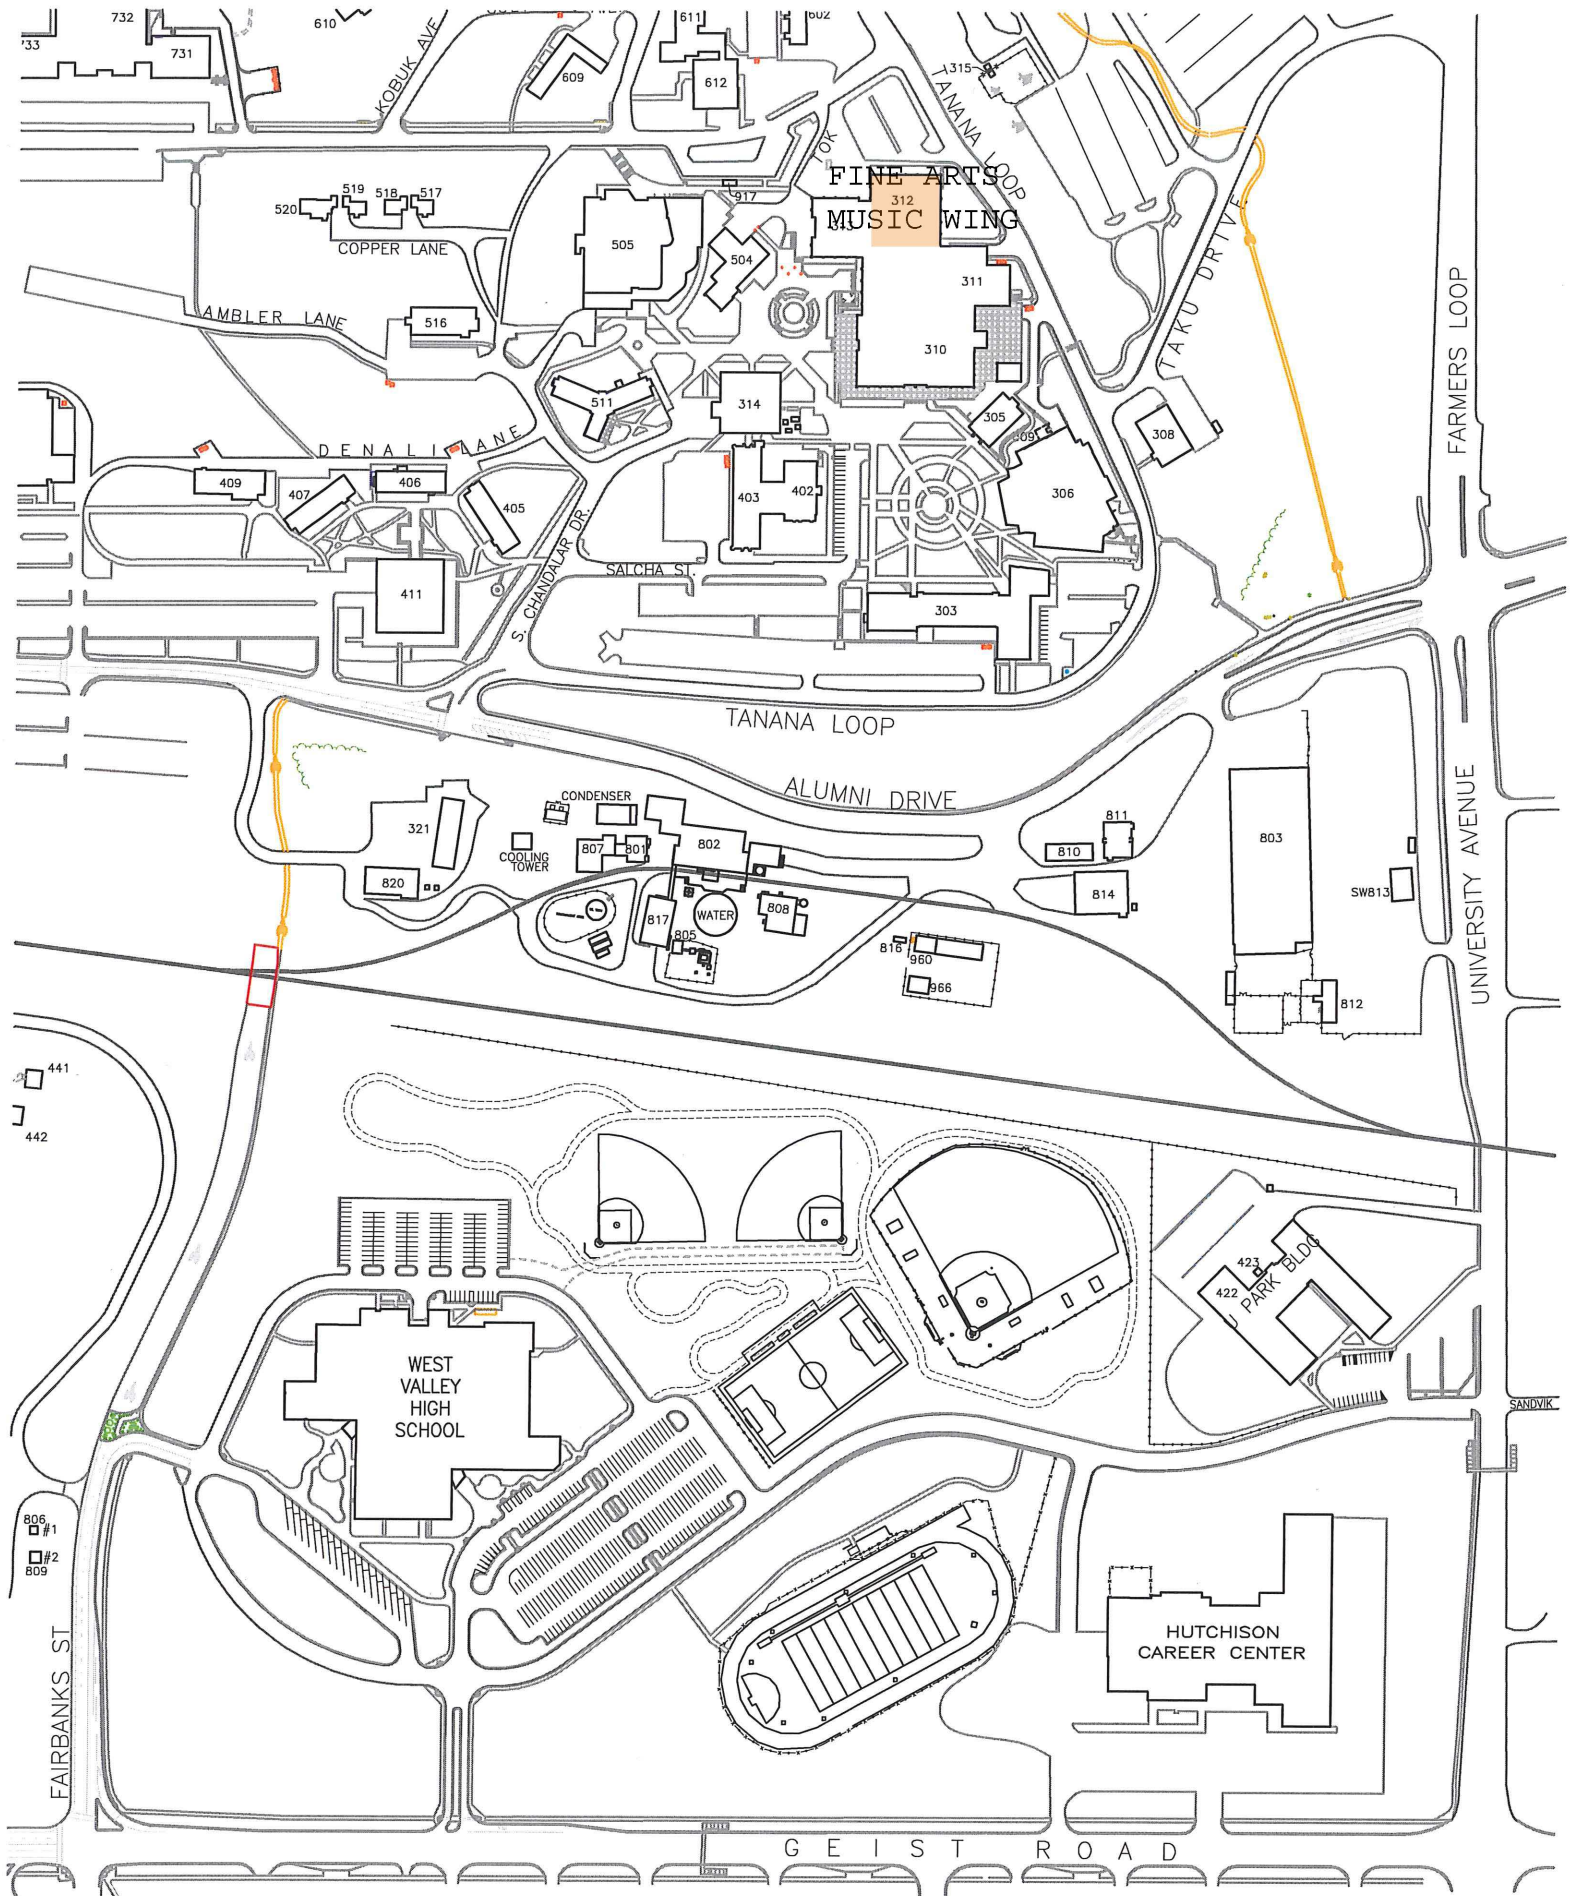 732
610
611
602
731
609
612
315
KOBUK AVE
TANANA LOOP
TOK
FINE ARTS
312
MUSIC WING
519
518
517
520
917
COPPER LANE
505
504
311
TAKU DRIVE
FARMERS LOOP
AMBLER LANE
516
310
511
314
305
308
DENALI LANE
409
407
406
405
403
402
306
S. CHANDALAR DR.
SALCHA ST.
411
303
TANANA LOOP
ALUMNI DRIVE
UNIVERSITY AVENUE
CONDENSER
321
COOLING
TOWER
807
801
802
811
810
803
820
817
WATER
808
814
SW813
805
816
960
966
812
441
442
423
422
PARK BLDG
WEST
VALLEY
HIGH
SCHOOL
SANDVIK
806
#1
#2
809
FAIRBANKS ST
HUTCHISON
CAREER CENTER
GEIST ROAD